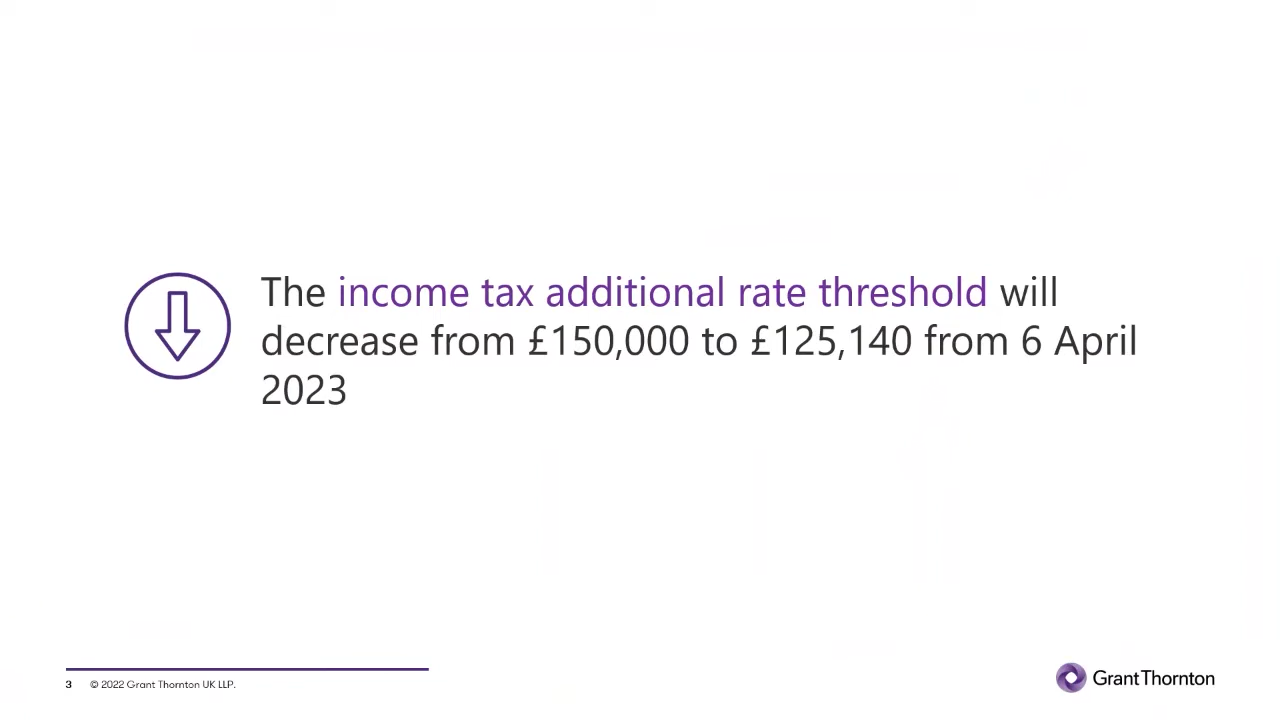 The income tax additional rate threshold will
decrease from £150,000 to £125,140 from 6 April
2023
3 © 2022 Grant Thornton UK LLP.
GrantThornton